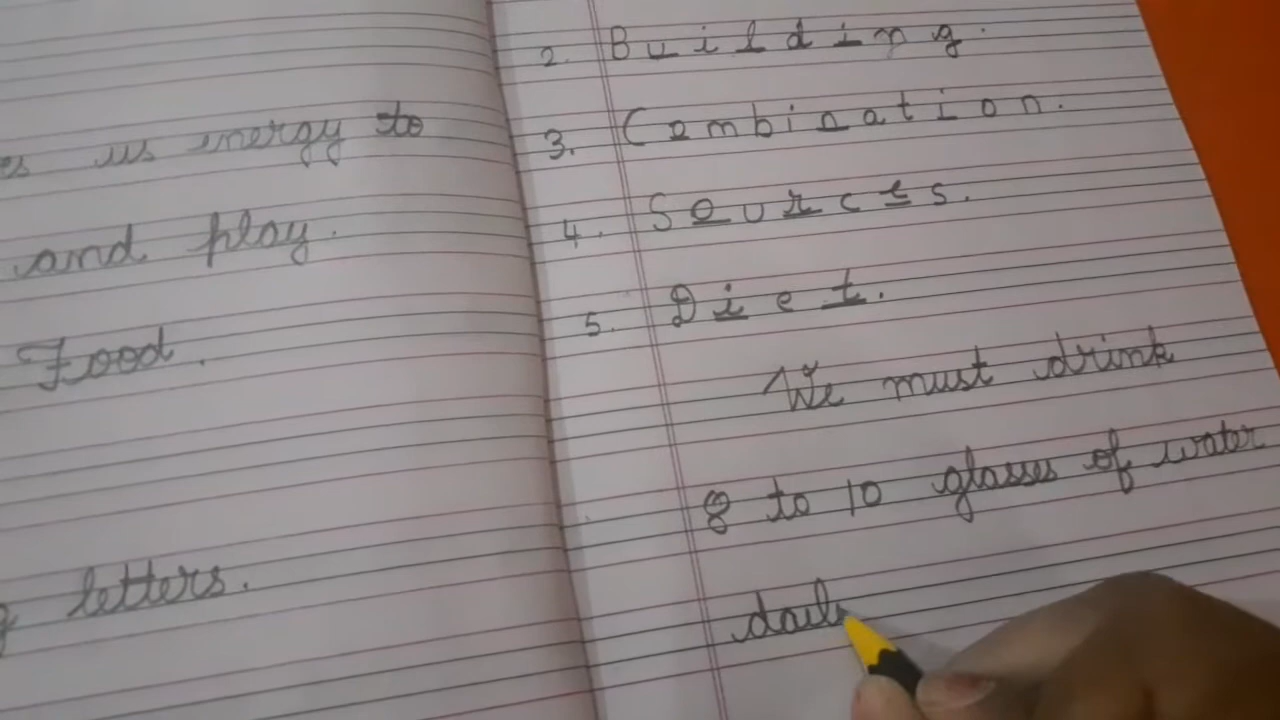 us energy to
and play.
Food.
letters.
2. Building.
3. Combination.
4. Sources.
5. Diet.
We must drink
8 to 10 glasses of water
daily